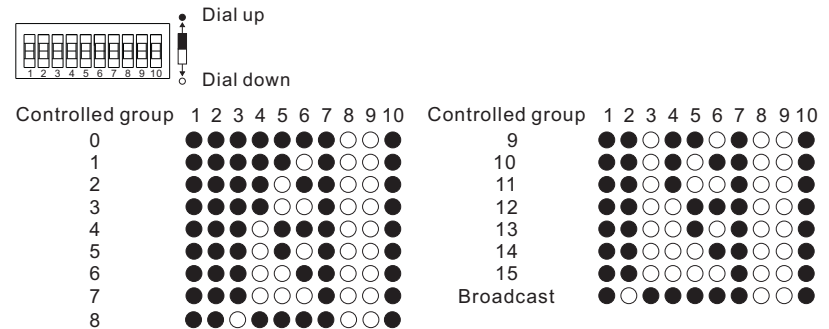 Dial up
1 2 3 4 5 6 7 8 9 10
Dial down
Controlled group 1 2 3 4 5 6 7 8 9 10
0
1
2
3
4
5
6
7
8
Controlled group 1 2 3 4 5 6 7 8 9 10
9
10
11
12
13
14
15
Broadcast